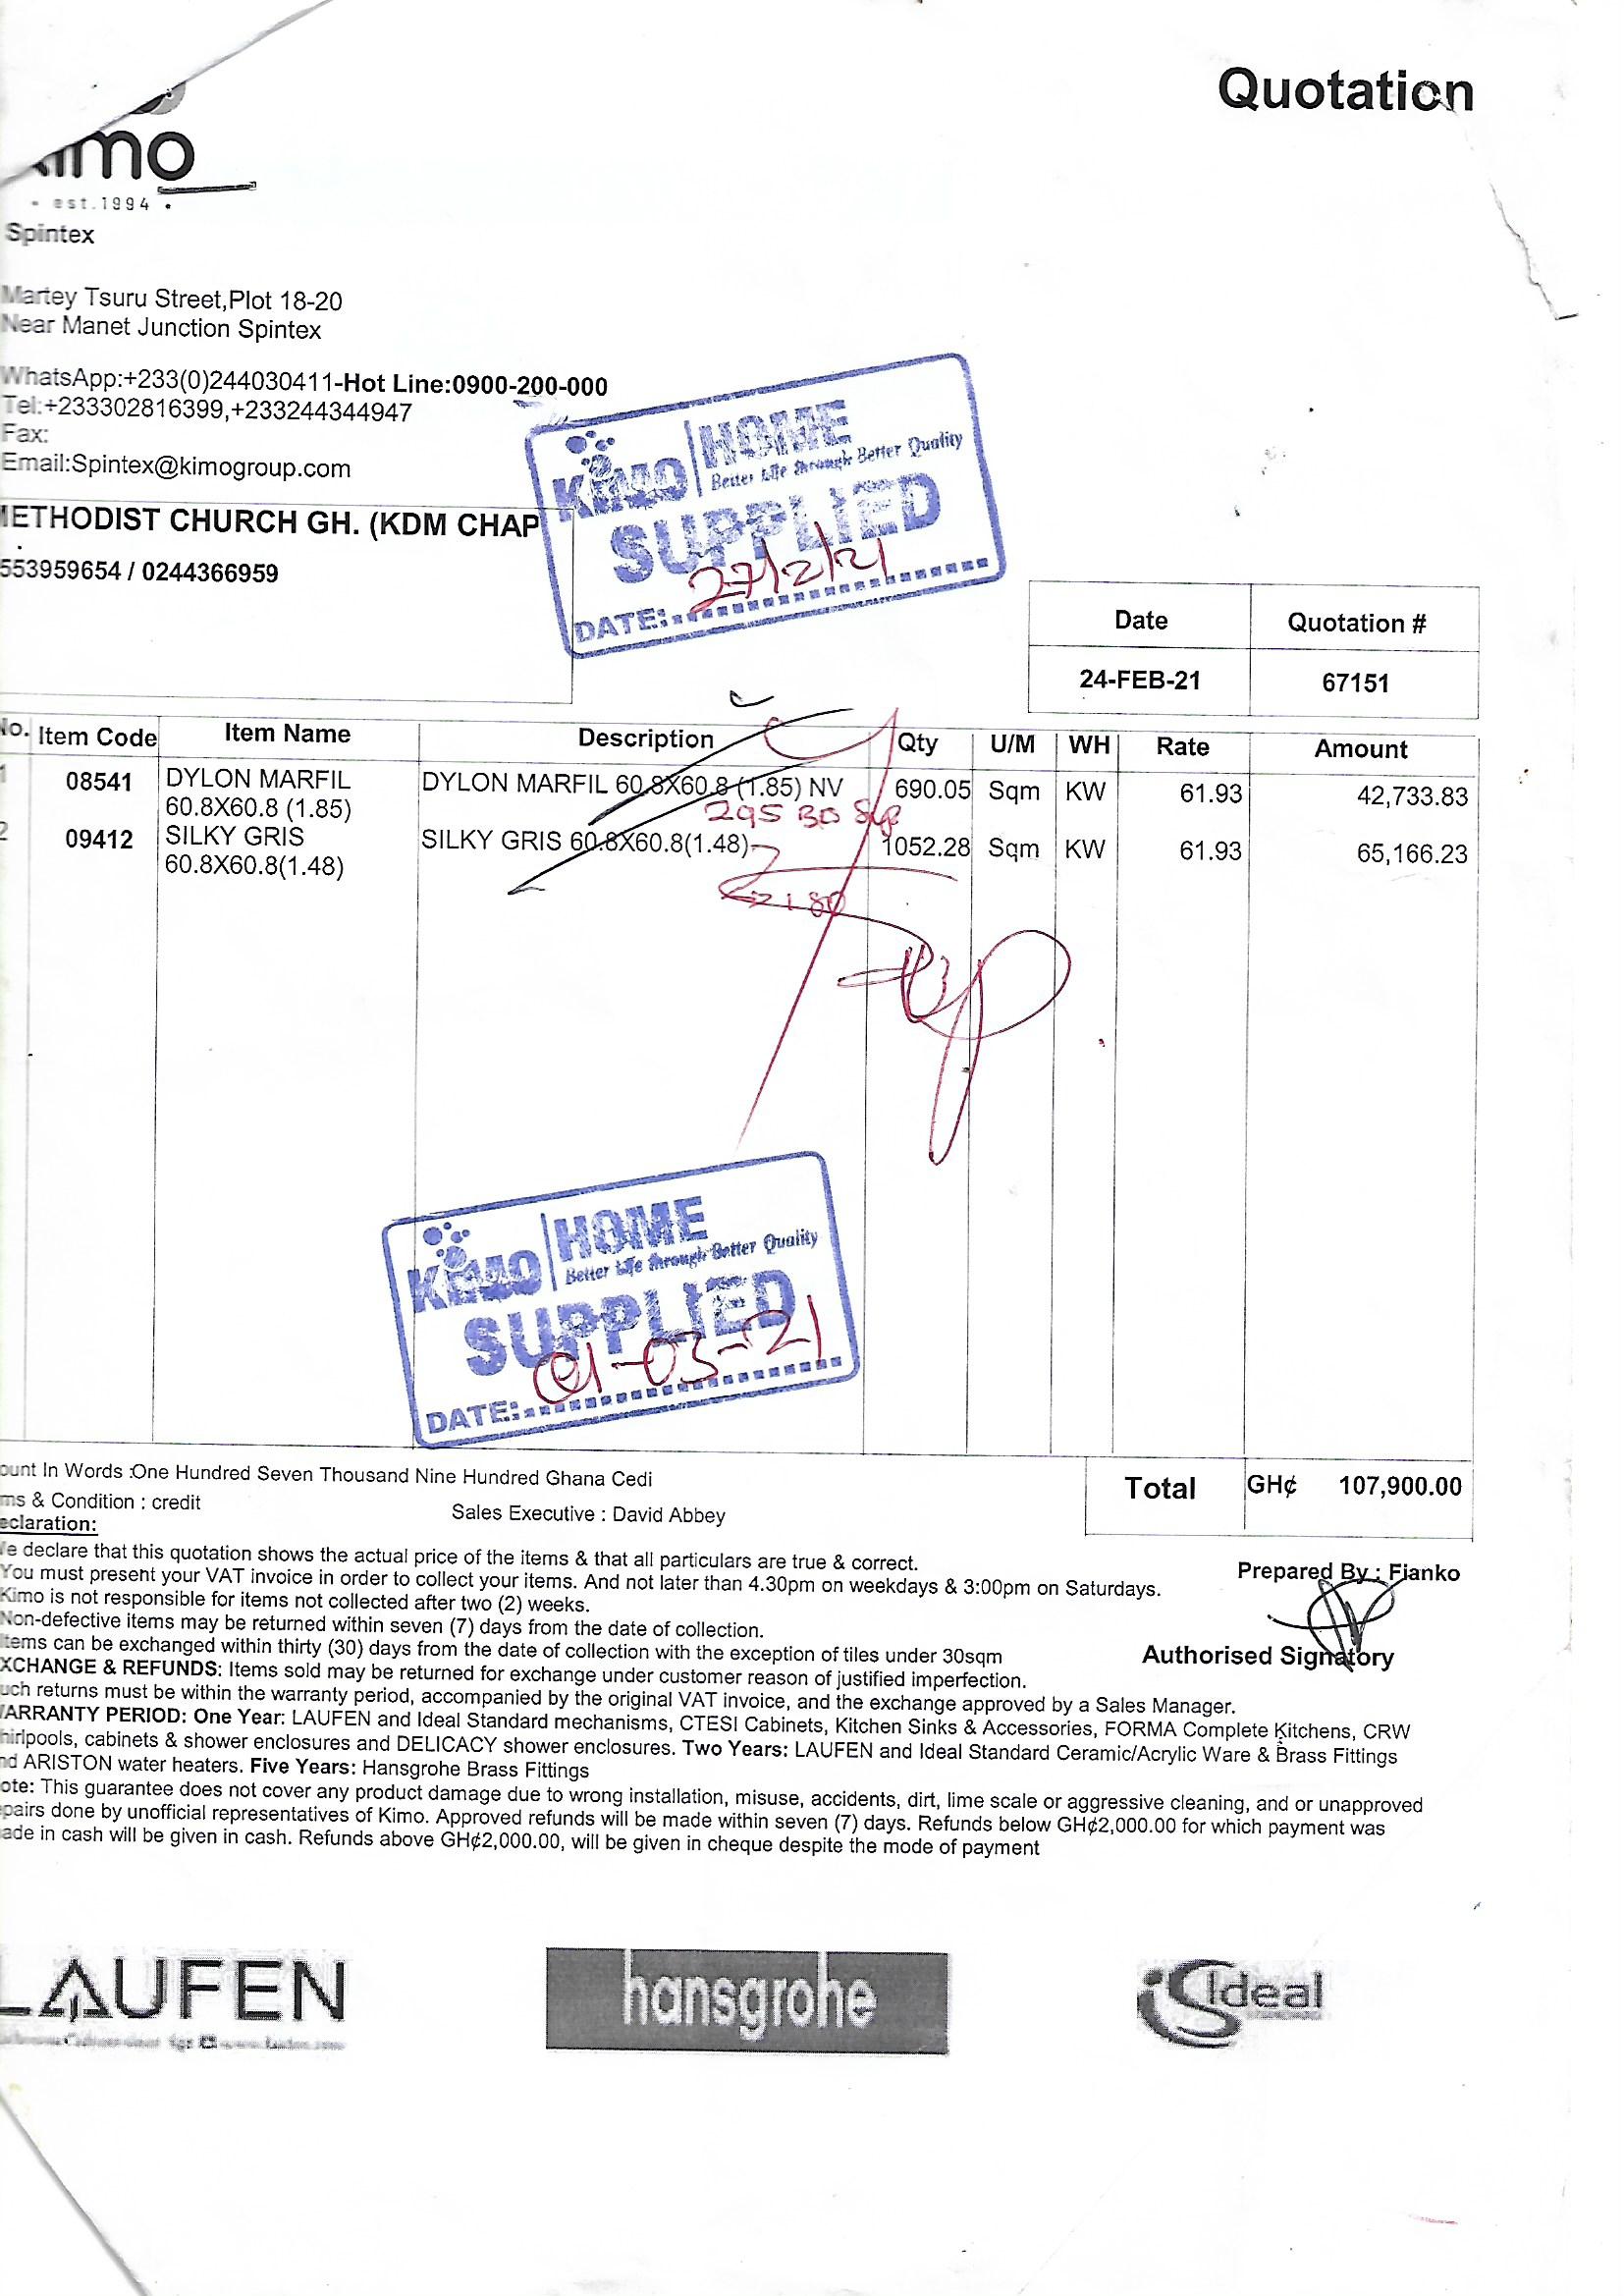 Quotation
est.1994
Spintex
Martey Tsuru Street,Plot 18-20
Near Manet Junction Spintex
WhatsApp:+233(0)244030411-Hot Line:0900-200-000
Tel:+233302816399,+233244344947
Fax:
Email:Spintex@kimogroup.com
KIMO HOME
Better Life through Better Quality
SUPPLIED
27/2/21
DATE:
ETHODIST CHURCH GH. (KDM CHAP
553959654 / 0244366959
Date Quotation #
24-FEB-21 67151
No. Item Code Item Name Description Qty U/M WH Rate Amount
1 08541 DYLON MARFIL 60.8X60.8 (1.85) DYLON MARFIL 60.8X60.8 (1.85) NV 690.05 Sqm KW 61.93 42,733.83
295
2 09412 SILKY GRIS 60.8X60.8(1.48) SILKY GRIS 60.8X60.8(1.48) 1052.28 Sqm KW 61.93 65,166.23
KIMO HOME
Better Life through Better Quality
SUPPLIED
01-03-21
DATE:
ount In Words :One Hundred Seven Thousand Nine Hundred Ghana Cedi
Total GH¢ 107,900.00
ms & Condition : credit
Sales Executive : David Abbey
eclaration:
e declare that this quotation shows the actual price of the items & that all particulars are true & correct.
Prepared By : Fianko
You must present your VAT invoice in order to collect your items. And not later than 4.30pm on weekdays & 3:00pm on Saturdays.
Kimo is not responsible for items not collected after two (2) weeks.
Non-defective items may be returned within seven (7) days from the date of collection.
tems can be exchanged within thirty (30) days from the date of collection with the exception of tiles under 30sqm
Authorised Signatory
XCHANGE & REFUNDS: Items sold may be returned for exchange under customer reason of justified imperfection.
uch returns must be within the warranty period, accompanied by the original VAT invoice, and the exchange approved by a Sales Manager.
ARRANTY PERIOD: One Year: LAUFEN and Ideal Standard mechanisms, CTESI Cabinets, Kitchen Sinks & Accessories, FORMA Complete Kitchens, CRW
hirlpools, cabinets & shower enclosures and DELICACY shower enclosures. Two Years: LAUFEN and Ideal Standard Ceramic/Acrylic Ware & Brass Fittings
nd ARISTON water heaters. Five Years: Hansgrohe Brass Fittings
ote: This guarantee does not cover any product damage due to wrong installation, misuse, accidents, dirt, lime scale or aggressive cleaning, and or unapproved
pairs done by unofficial representatives of Kimo. Approved refunds will be made within seven (7) days. Refunds below GH¢2,000.00 for which payment was
ade in cash will be given in cash. Refunds above GH¢2,000.00, will be given in cheque despite the mode of payment
LAUFEN
hansgrohe
Ideal